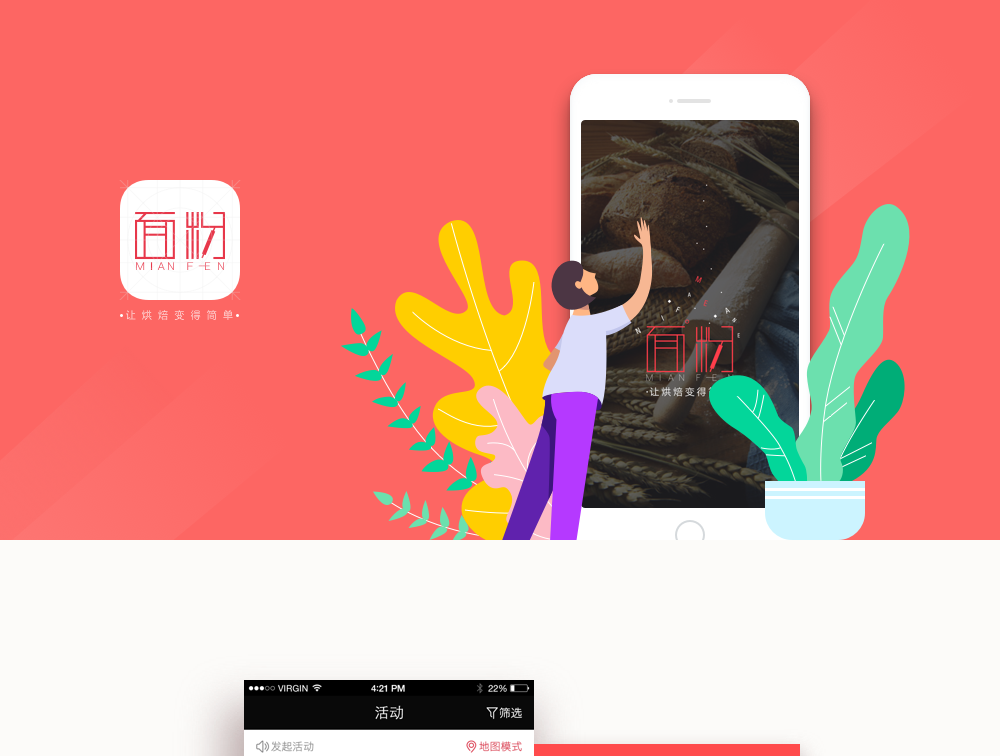 面粉
MIAN FEN
•让烘焙变得简单•
面粉
MIAN FEN
·让烘焙变得
VIRGIN 4:21 PM 22%
活动 筛选
发起活动 地图模式